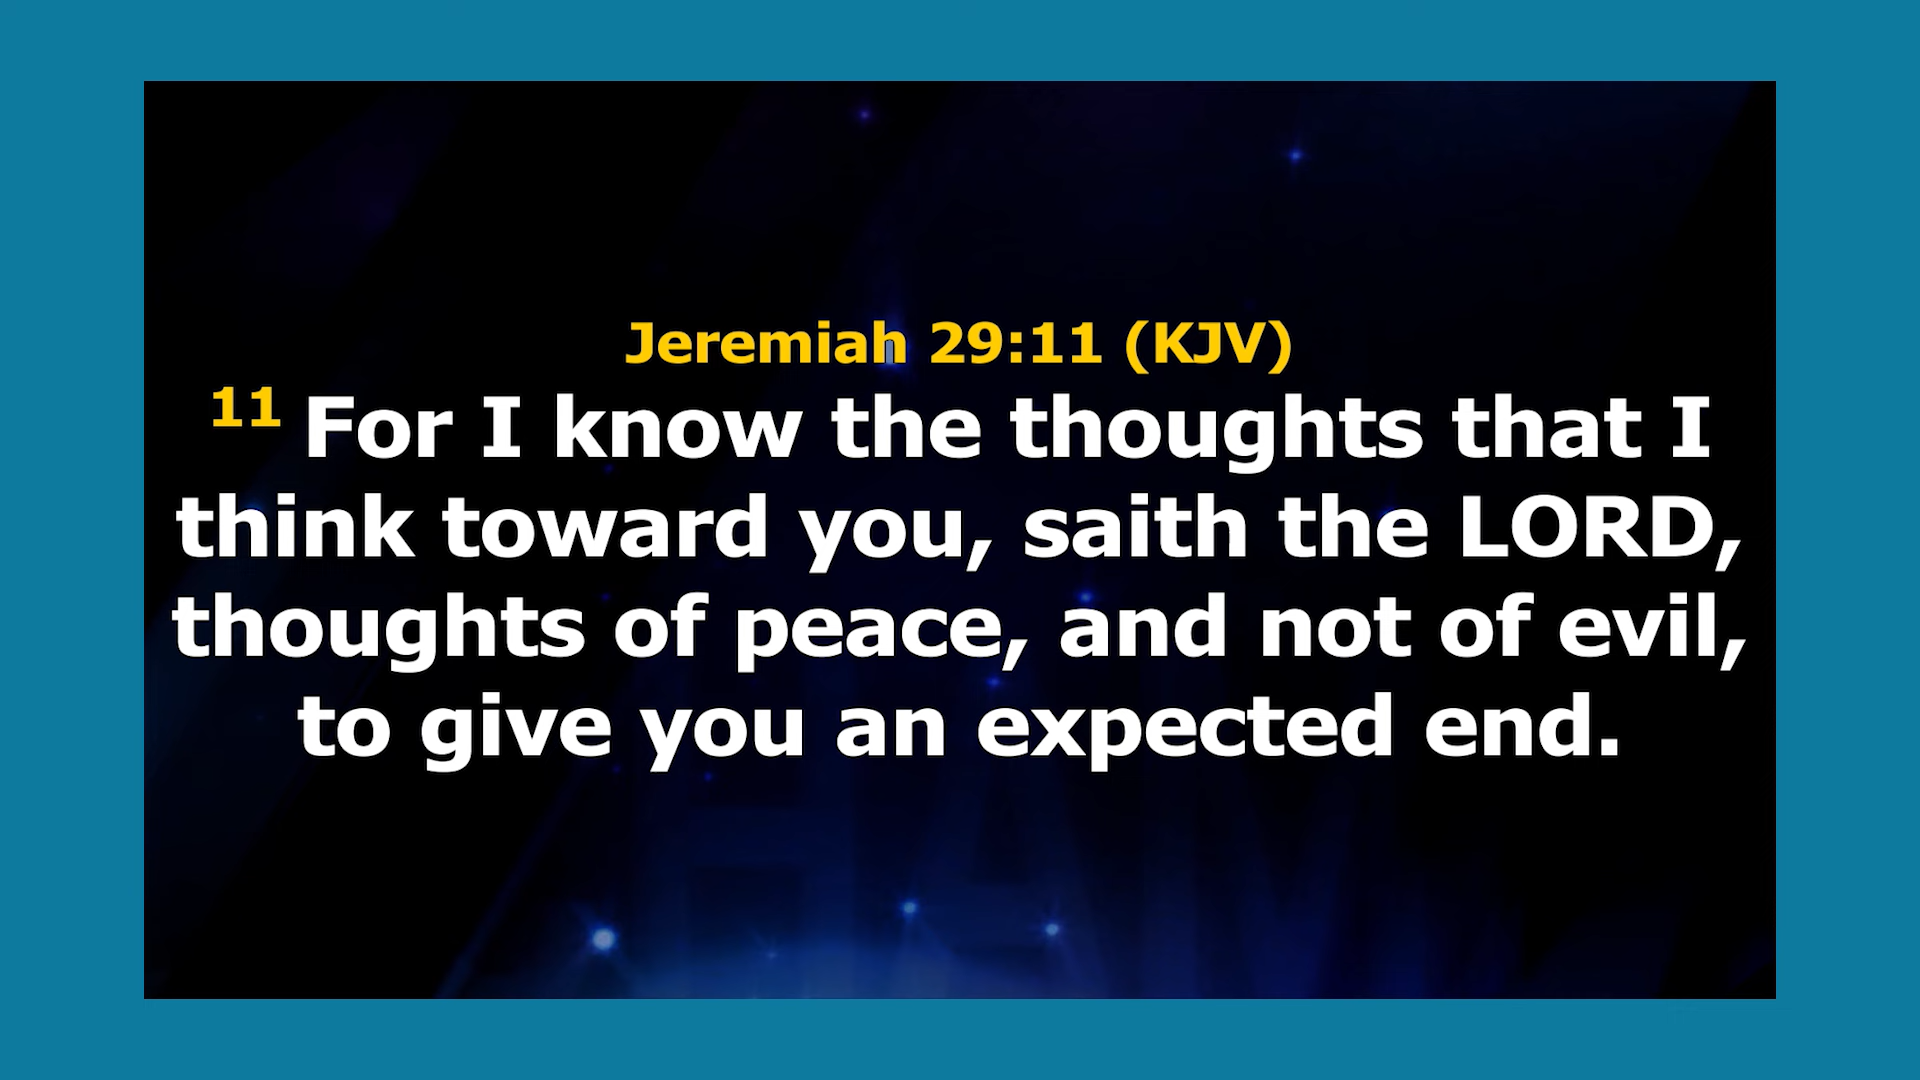 Jeremiah 29:11 (KJV)
11 For I know the thoughts that I
think toward you, saith the LORD,
thoughts of peace, and not of evil,
to give you an expected end.